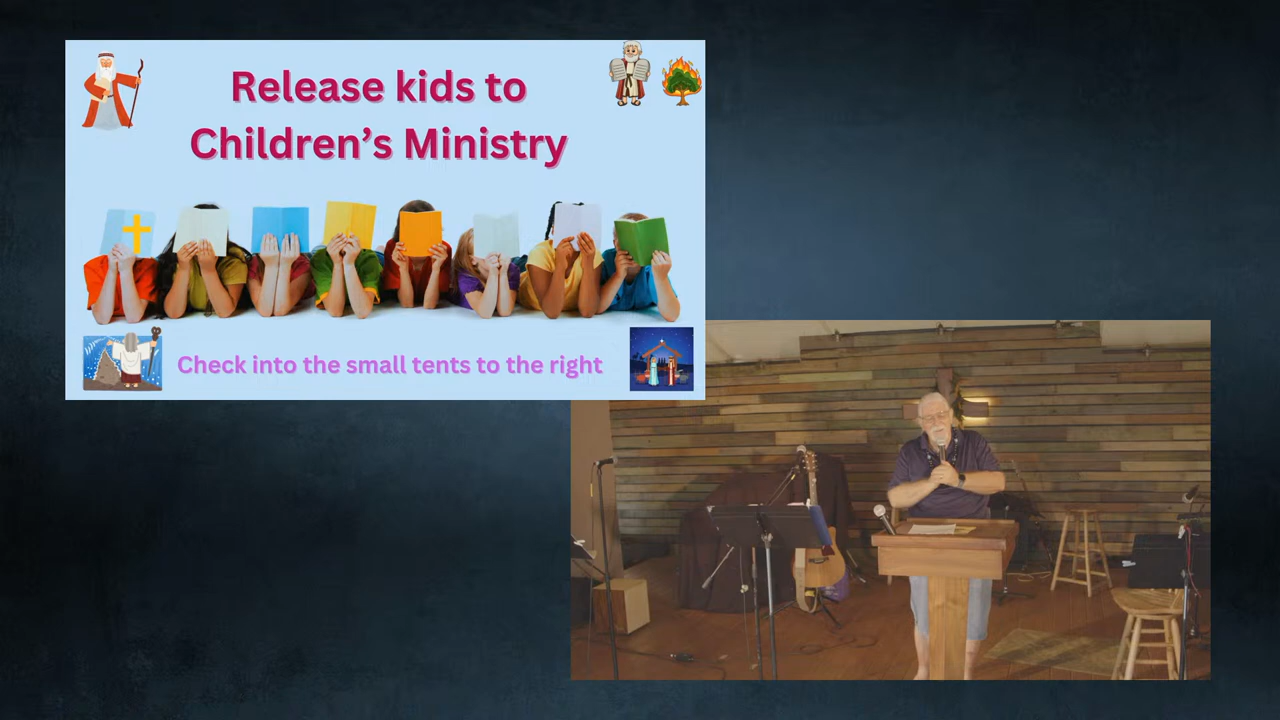 Release kids to
Children’s Ministry
Check into the small tents to the right